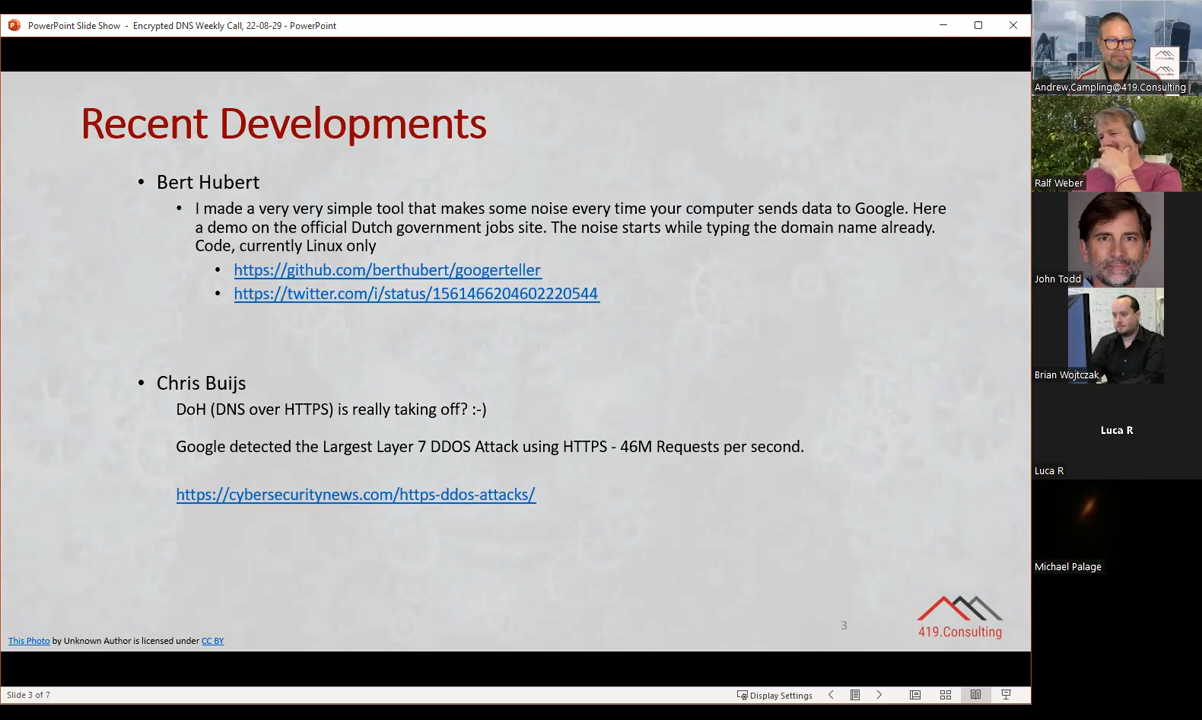 PowerPoint Slide Show - Encrypted DNS Weekly Call, 22-08-29 - PowerPoint
Recent Developments
• Bert Hubert
• I made a very very simple tool that makes some noise every time your computer sends data to Google. Here
a demo on the official Dutch government jobs site. The noise starts while typing the domain name already.
Code, currently Linux only
• https://github.com/berthubert/googerteller
• https://twitter.com/i/status/1561466204602220544
• Chris Buijs
DoH (DNS over HTTPS) is really taking off? :-)
Google detected the Largest Layer 7 DDOS Attack using HTTPS - 46M Requests per second.
https://cybersecuritynews.com/https-ddos-attacks/
3
419.Consulting
This Photo by Unknown Author is licensed under CC BY
Slide 3 of 7
Display Settings
Andrew.Campling@419.Consulting
Ralf Weber
John Todd
Brian Wojtczak
Luca R
Luca R
Michael Palage